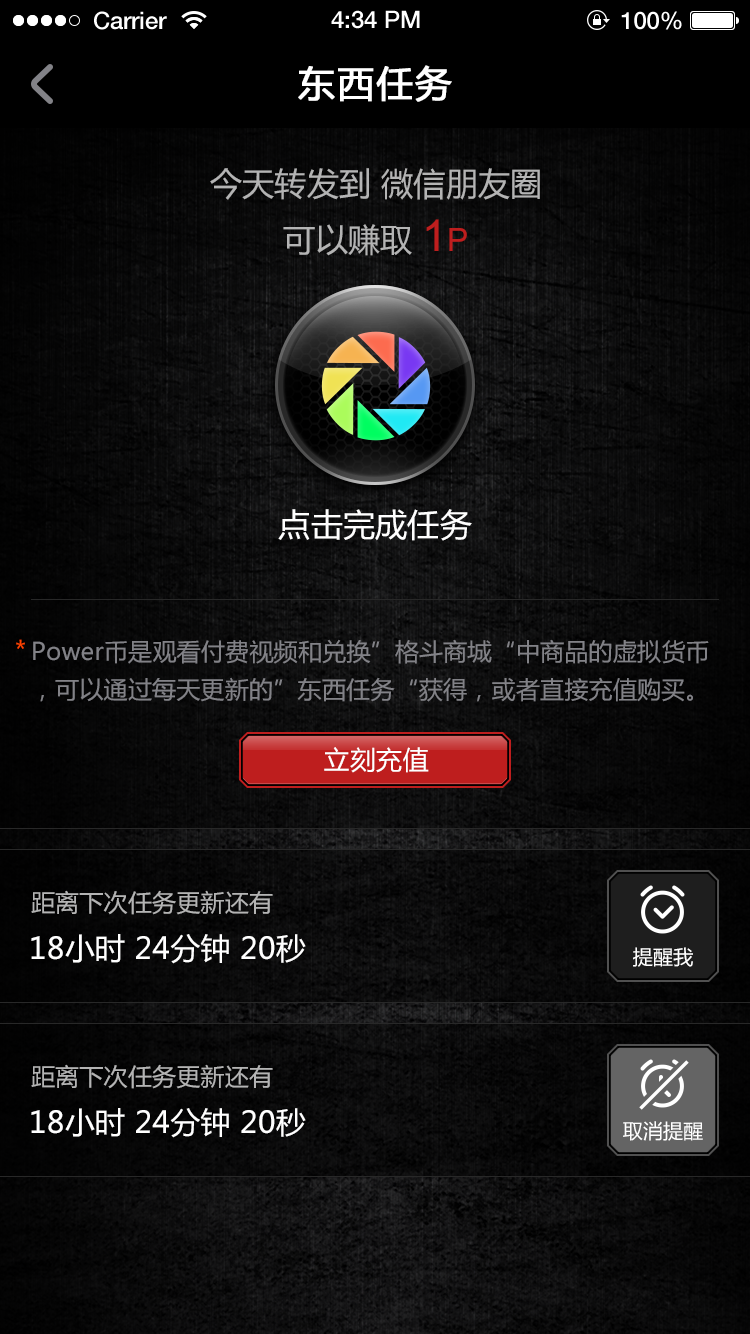 Carrier 4:34 PM 100%
东西任务
今天转发到 微信朋友圈
可以赚取 1P
点击完成任务
*Power币是观看付费视频和兑换”格斗商城“中商品的虚拟货币
，可以通过每天更新的”东西任务“获得，或者直接充值购买。
立刻充值
距离下次任务更新还有
18小时 24分钟 20秒
提醒我
距离下次任务更新还有
18小时 24分钟 20秒
取消提醒